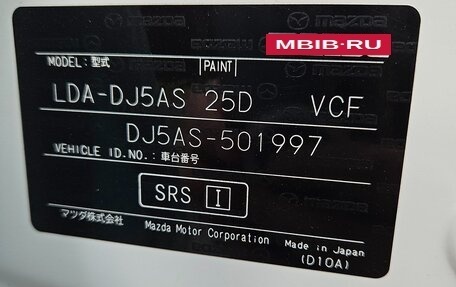 mazda
MBIB-RU
MODEL: 型式 PAINT
LDA-DJ5AS 25D VCF
DJ5AS-501997
VEHICLE ID.NO.: 車台番号
SRS I
マツダ株式会社 Mazda Motor Corporation Made in Japan
(D10A)